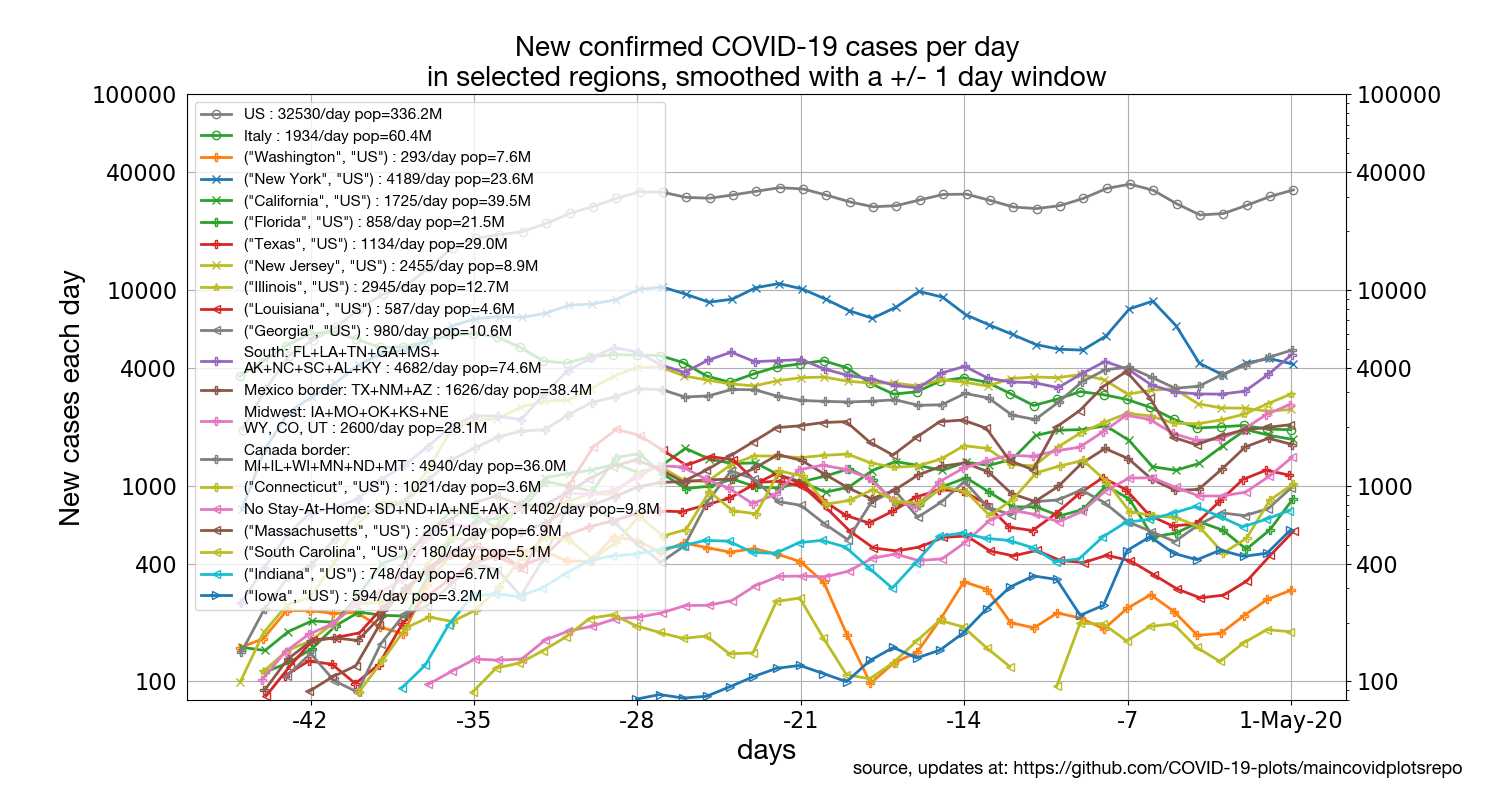 New confirmed COVID-19 cases per day
in selected regions, smoothed with a +/- 1 day window
100000
40000
10000
4000
1000
400
100
New cases each day
US : 32530/day pop=336.2M
Italy : 1934/day pop=60.4M
("Washington", "US") : 293/day pop=7.6M
("New York", "US") : 4189/day pop=23.6M
("California", "US") : 1725/day pop=39.5M
("Florida", "US") : 858/day pop=21.5M
("Texas", "US") : 1134/day pop=29.0M
("New Jersey", "US") : 2455/day pop=8.9M
("Illinois", "US") : 2945/day pop=12.7M
("Louisiana", "US") : 587/day pop=4.6M
("Georgia", "US") : 980/day pop=10.6M
South: FL+LA+TN+GA+MS+
AK+NC+SC+AL+KY : 4682/day pop=74.6M
Mexico border: TX+NM+AZ : 1626/day pop=38.4M
Midwest: IA+MO+OK+KS+NE
WY, CO, UT : 2600/day pop=28.1M
Canada border:
MI+IL+WI+MN+ND+MT : 4940/day pop=36.0M
("Connecticut", "US") : 1021/day pop=3.6M
No Stay-At-Home: SD+ND+IA+NE+AK : 1402/day pop=9.8M
("Massachusetts", "US") : 2051/day pop=6.9M
("South Carolina", "US") : 180/day pop=5.1M
("Indiana", "US") : 748/day pop=6.7M
("Iowa", "US") : 594/day pop=3.2M
100000
40000
10000
4000
1000
400
100
-42 -35 -28 -21 -14 -7 1-May-20
days
source, updates at: https://github.com/COVID-19-plots/maincovidplotsrepo